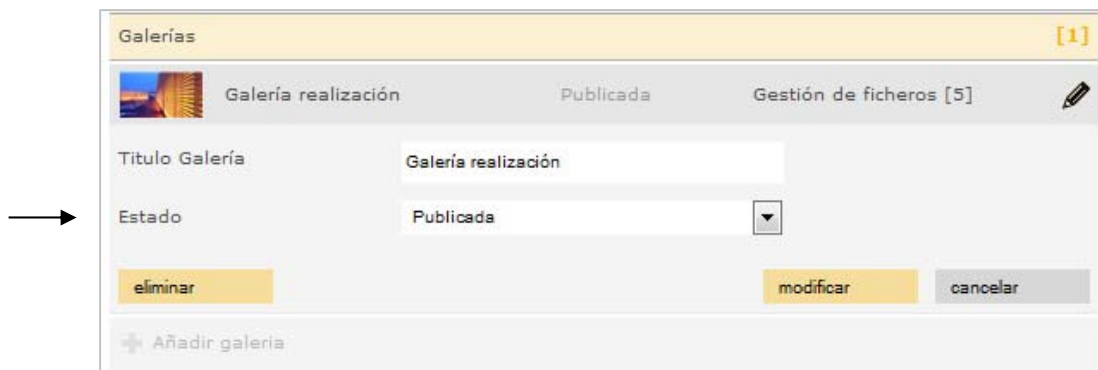 Galerías [1]
Galería realización Publicada Gestión de ficheros [5]
Titulo Galería Galería realización
Estado Publicada
eliminar modificar cancelar
Añadir galeria